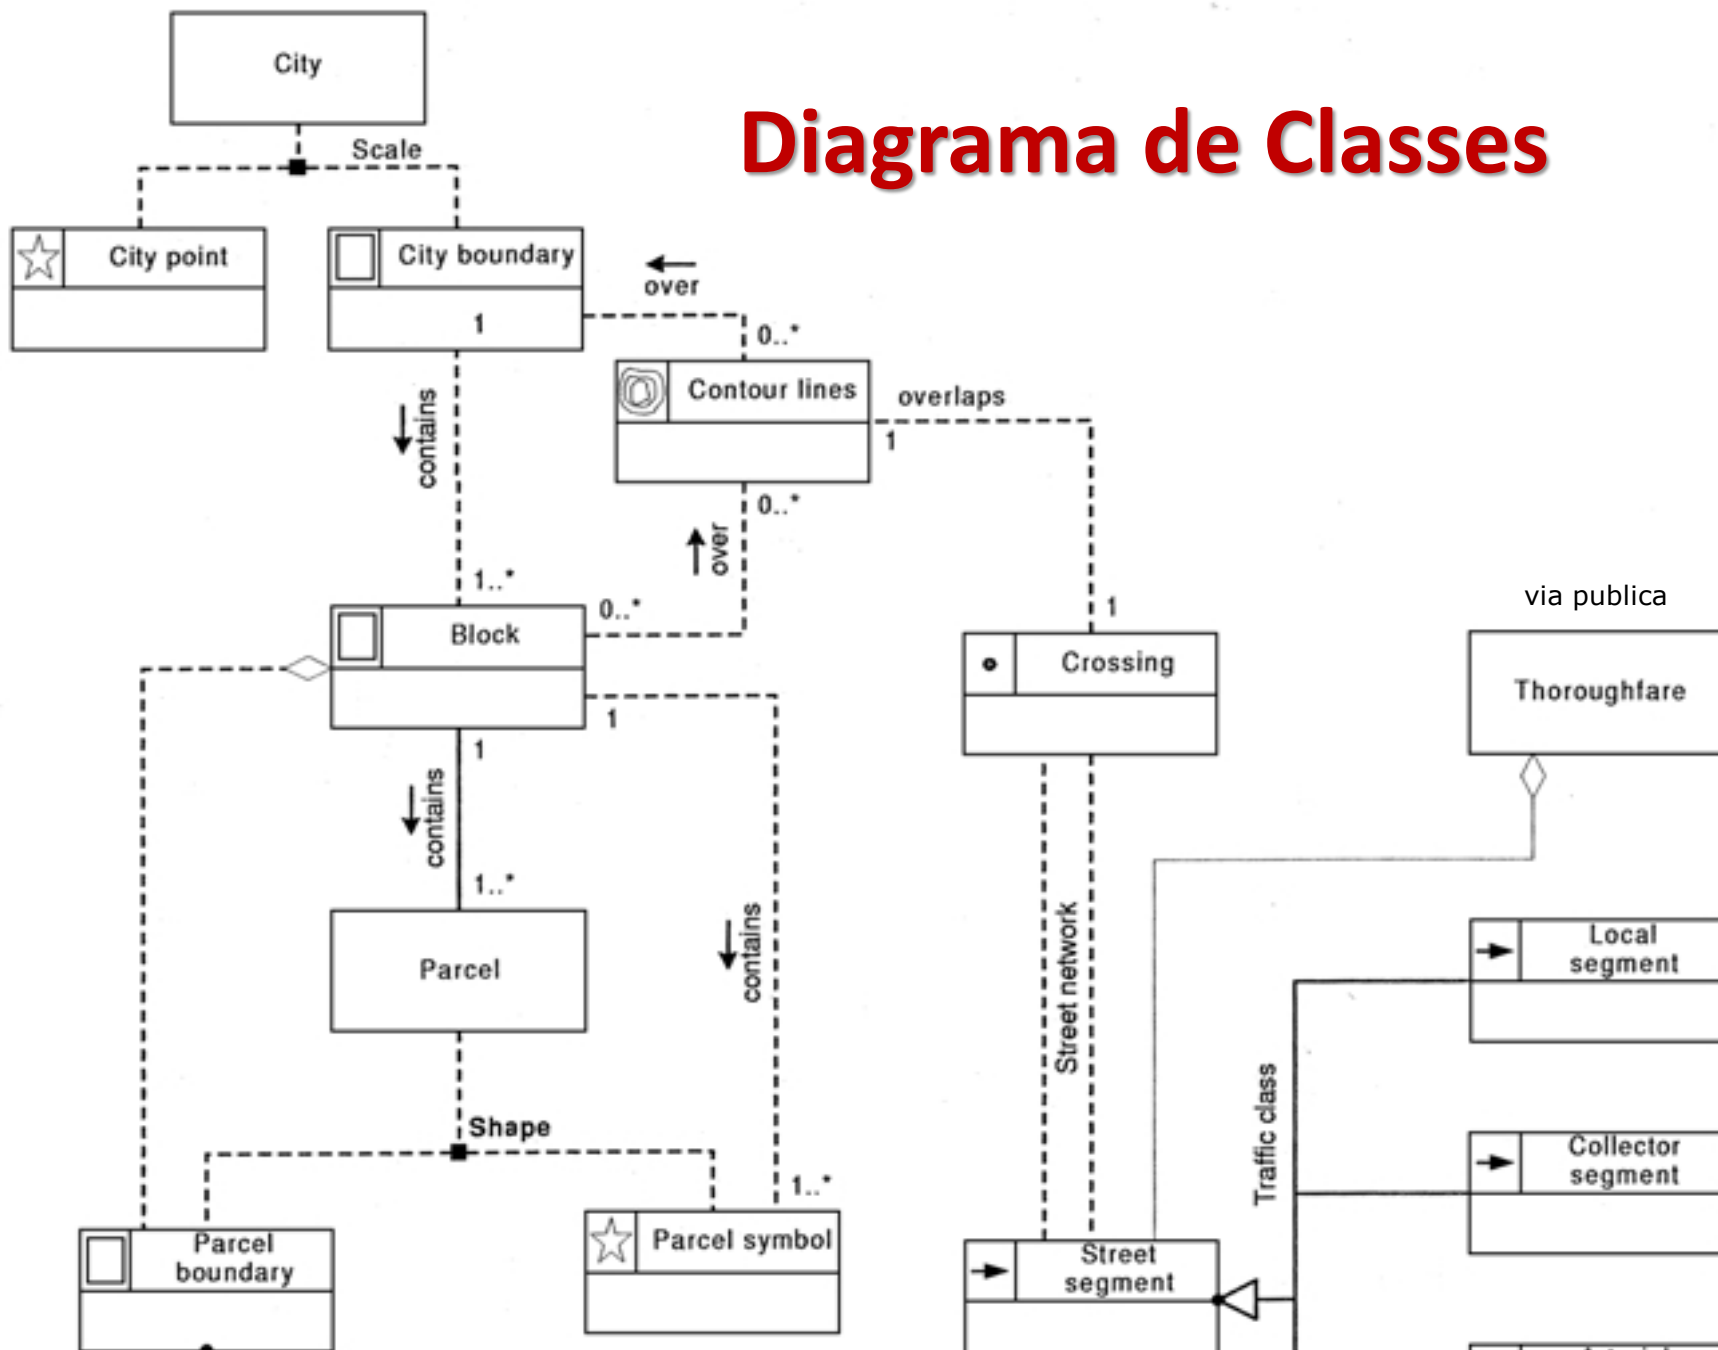 City
Diagrama de Classes
Scale
City point
City boundary
over
1
0..*
Contour lines
overlaps
1
contains
0..*
over
1..*
0..*
via publica
1
Block
Crossing
Thoroughfare
1
1
contains
1..*
contains
Street network
Local
segment
Parcel
Traffic class
Shape
Collector
segment
1..*
Parcel
boundary
Parcel symbol
Street
segment